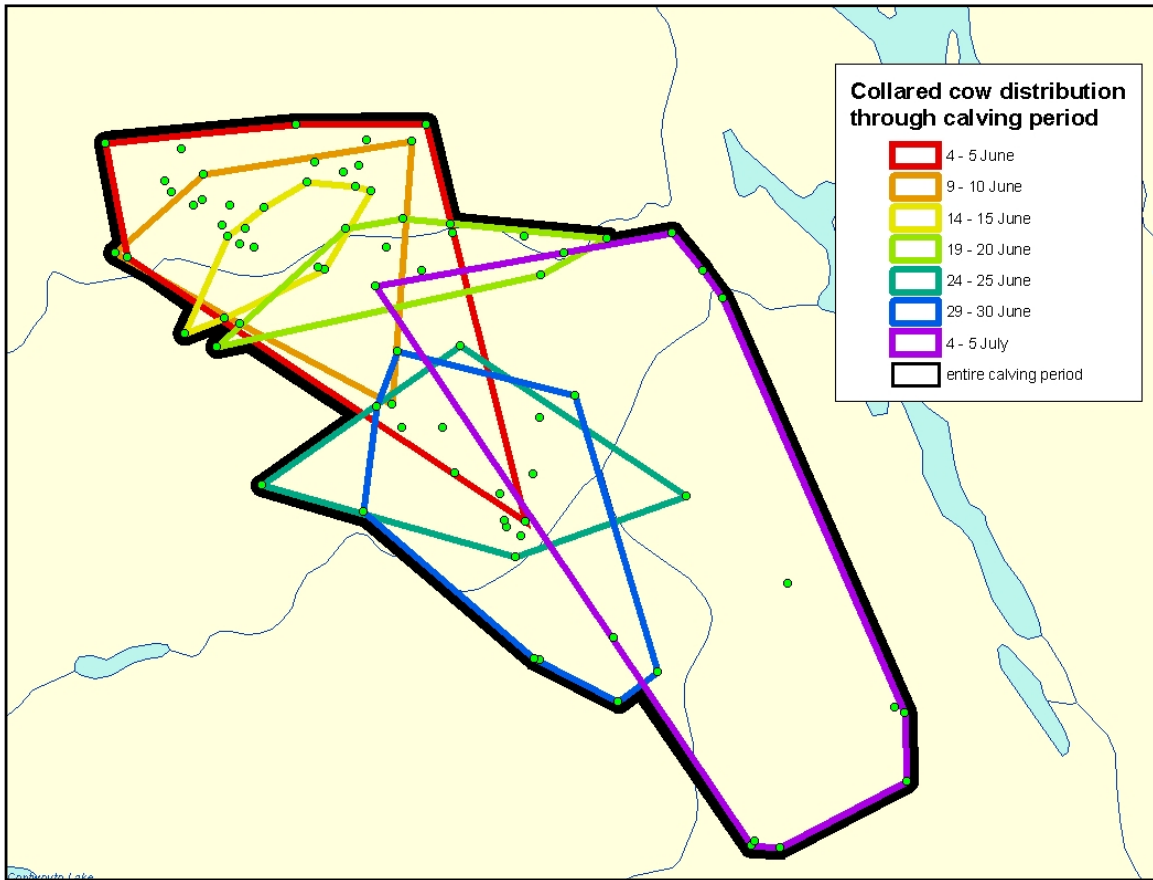 Collared cow distribution
through calving period
4 - 5 June
9 - 10 June
14 - 15 June
19 - 20 June
24 - 25 June
29 - 30 June
4 - 5 July
entire calving period
Lake